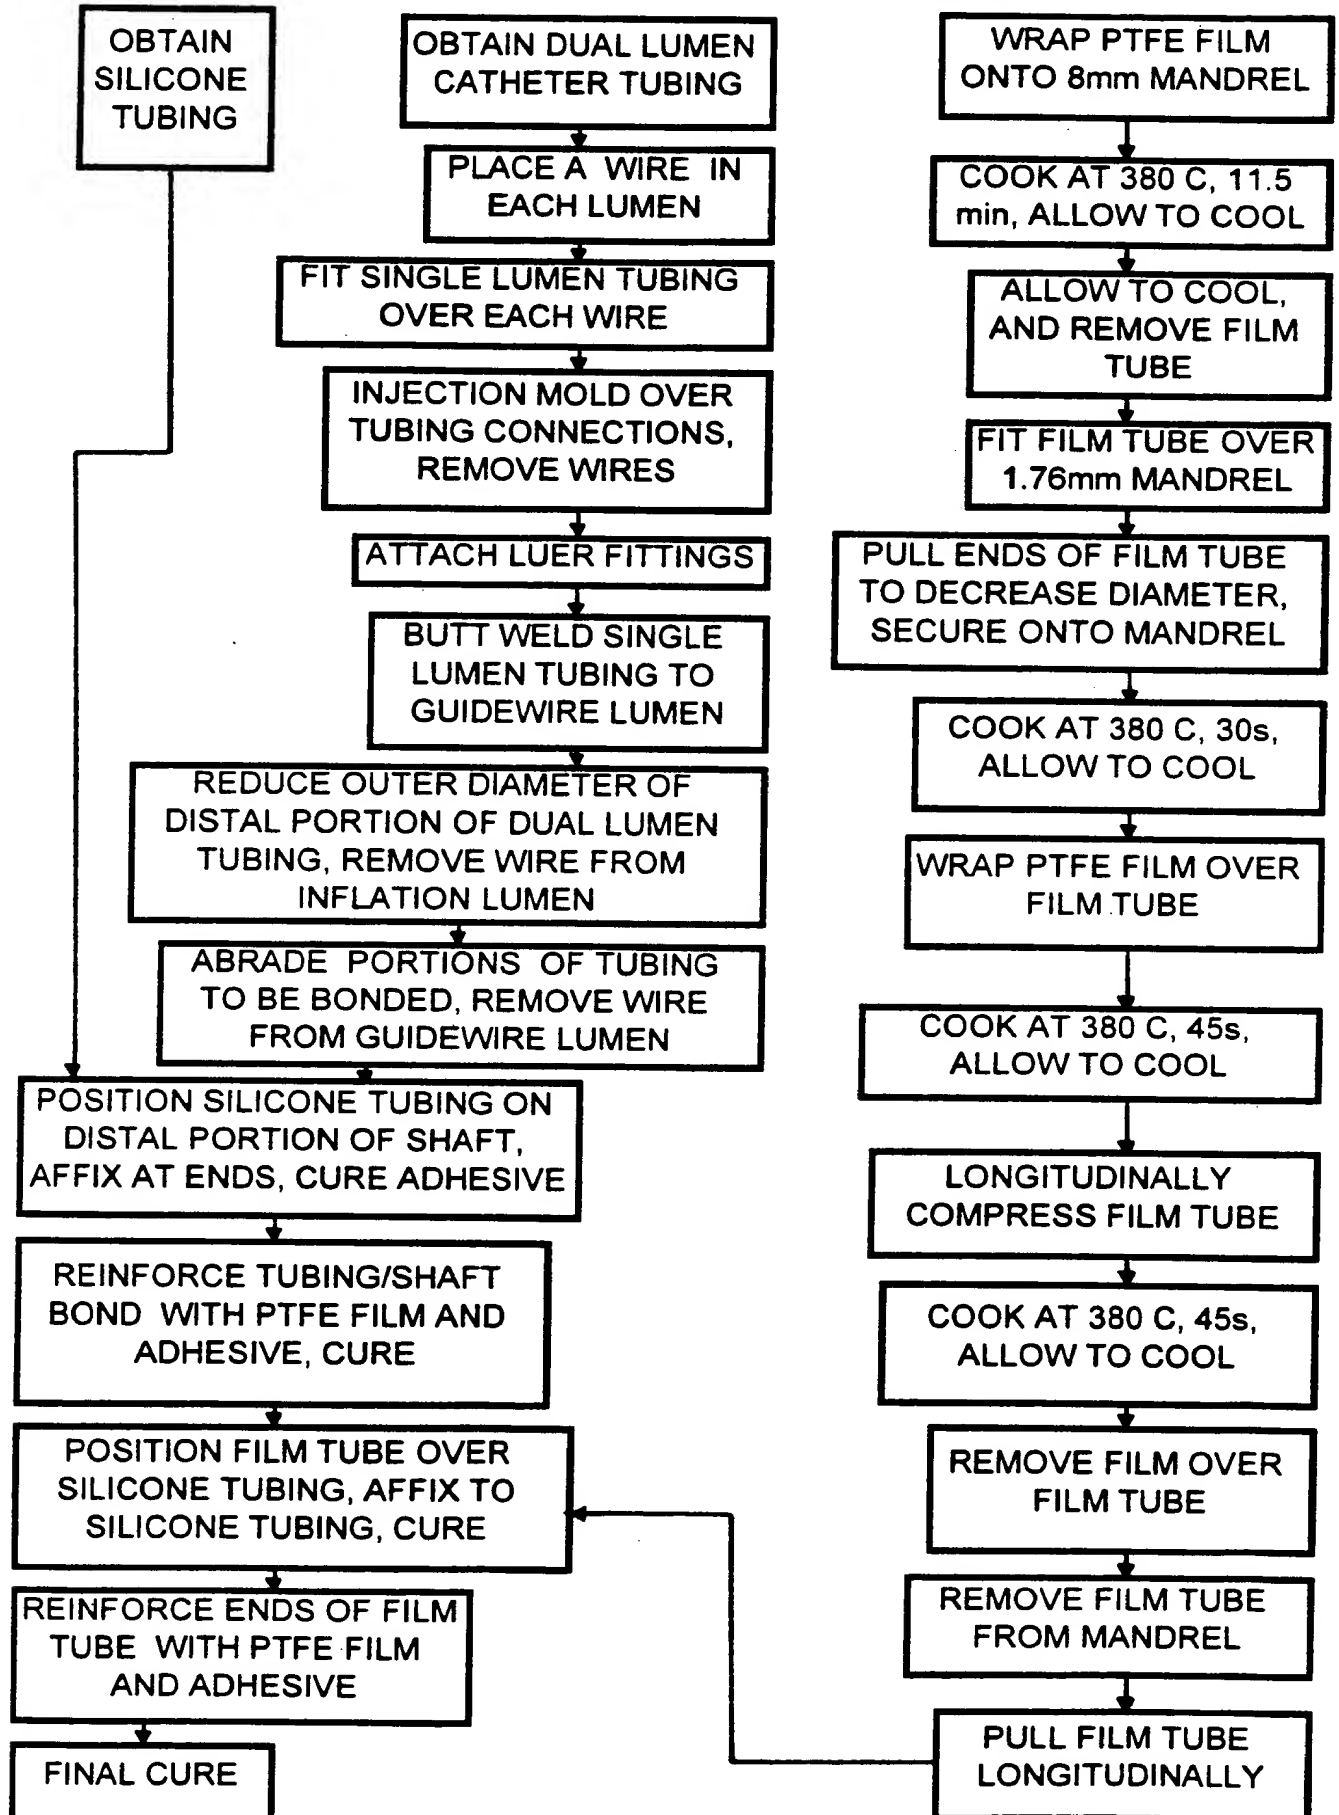 OBTAIN
SILICONE
TUBING
OBTAIN DUAL LUMEN
CATHETER TUBING
PLACE A WIRE IN
EACH LUMEN
FIT SINGLE LUMEN TUBING
OVER EACH WIRE
INJECTION MOLD OVER
TUBING CONNECTIONS,
REMOVE WIRES
ATTACH LUER FITTINGS
BUTT WELD SINGLE
LUMEN TUBING TO
GUIDEWIRE LUMEN
REDUCE OUTER DIAMETER OF
DISTAL PORTION OF DUAL LUMEN
TUBING, REMOVE WIRE FROM
INFLATION LUMEN
ABRADE PORTIONS OF TUBING
TO BE BONDED, REMOVE WIRE
FROM GUIDEWIRE LUMEN
POSITION SILICONE TUBING ON
DISTAL PORTION OF SHAFT,
AFFIX AT ENDS, CURE ADHESIVE
REINFORCE TUBING/SHAFT
BOND WITH PTFE FILM AND
ADHESIVE, CURE
POSITION FILM TUBE OVER
SILICONE TUBING, AFFIX TO
SILICONE TUBING, CURE
REINFORCE ENDS OF FILM
TUBE WITH PTFE FILM
AND ADHESIVE
FINAL CURE
WRAP PTFE FILM
ONTO 8mm MANDREL
COOK AT 380 C, 11.5
min, ALLOW TO COOL
ALLOW TO COOL,
AND REMOVE FILM
TUBE
FIT FILM TUBE OVER
1.76mm MANDREL
PULL ENDS OF FILM TUBE
TO DECREASE DIAMETER,
SECURE ONTO MANDREL
COOK AT 380 C, 30s,
ALLOW TO COOL
WRAP PTFE FILM OVER
FILM TUBE
COOK AT 380 C, 45s,
ALLOW TO COOL
LONGITUDINALLY
COMPRESS FILM TUBE
COOK AT 380 C, 45s,
ALLOW TO COOL
REMOVE FILM OVER
FILM TUBE
REMOVE FILM TUBE
FROM MANDREL
PULL FILM TUBE
LONGITUDINALLY